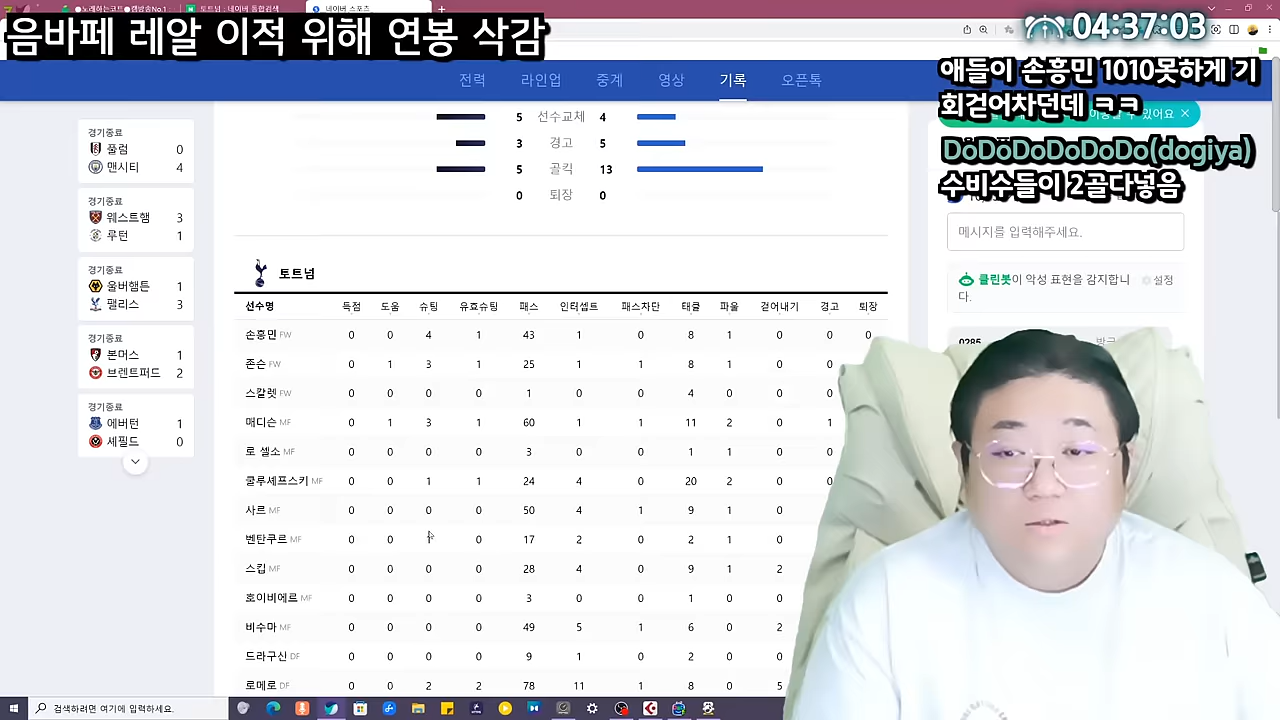 음바페 레알 이적 위해 연봉 삭감
04:37:03
토트넘 : 네이버 통합검색
네이버 스포츠
전력 라인업 중계 영상 기록 오픈톡
애들이 손흥민 1010못하게 기
회걷어차던데 ㅋㅋ
DoDoDoDoDoDo(dogiya)
수비수들이 2골다넣음
경기종료
풀럼 0
맨시티 4
경기종료
웨스트햄 3
루턴 1
경기종료
울버햄튼 1
팰리스 3
경기종료
본머스 1
브렌트퍼드 2
경기종료
에버턴 1
셰필드 0
5 선수교체 4
3 경고 5
5 골킥 13
0 퇴장 0
토트넘
선수명 득점 도움 슈팅 유효슈팅 패스 인터셉트 패스차단 태클 파울 걷어내기 경고 퇴장
손흥민 FW 0 0 4 1 43 1 0 8 1 0 0 0
존슨 FW 0 1 3 1 25 1 1 8 1 0 0
스칼렛 FW 0 0 0 0 1 0 0 4 0 0 0
매디슨 MF 0 1 3 1 60 1 1 11 2 0 1
로 셀소 MF 0 0 0 0 3 0 0 1 1 0 0
쿨루셰프스키 MF 0 0 1 1 24 4 0 20 2 0 0
사르 MF 0 0 0 0 50 4 1 9 1 0
벤탄쿠르 MF 0 0 1 0 17 2 0 2 1 0
스킵 MF 0 0 0 0 28 4 0 9 1 2
호이비에르 MF 0 0 0 0 3 0 0 1 0 0
비수마 MF 0 0 0 0 49 5 1 6 0 2
드라구신 DF 0 0 0 0 9 1 0 2 0 0
로메로 DF 0 0 2 2 78 11 1 8 0 5
메시지를 입력해주세요.
클린봇이 악성 표현을 감지합니
다.
설정
0285
방금
검색하려면 여기에 입력하세요.